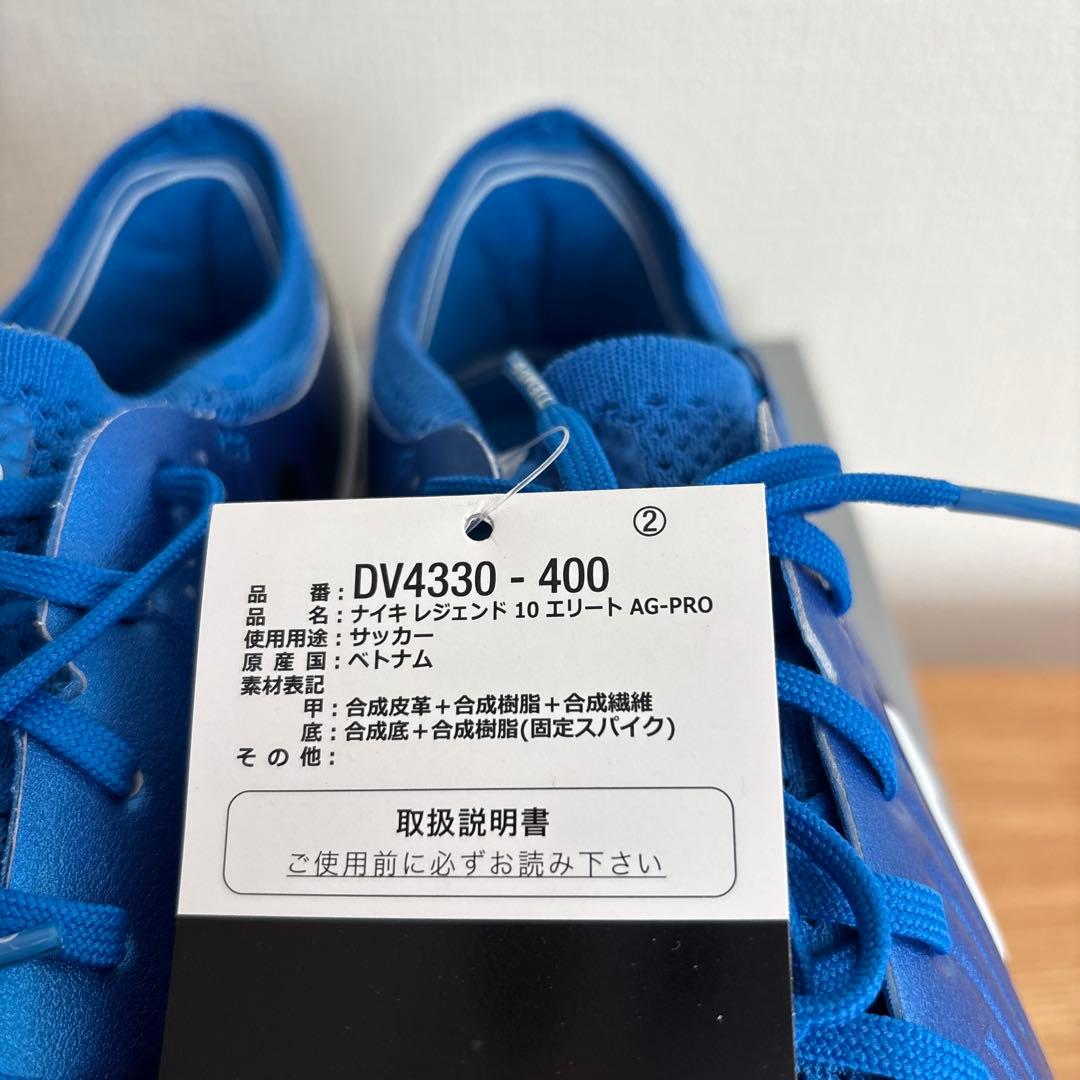 ②
品番：DV4330 - 400
品名：ナイキ レジェンド 10 エリート AG-PRO
使用用途：サッカー
原産国：ベトナム
素材表記
甲：合成皮革＋合成樹脂＋合成繊維
底：合成底＋合成樹脂(固定スパイク)
その他：
取扱説明書
ご使用前に必ずお読み下さい